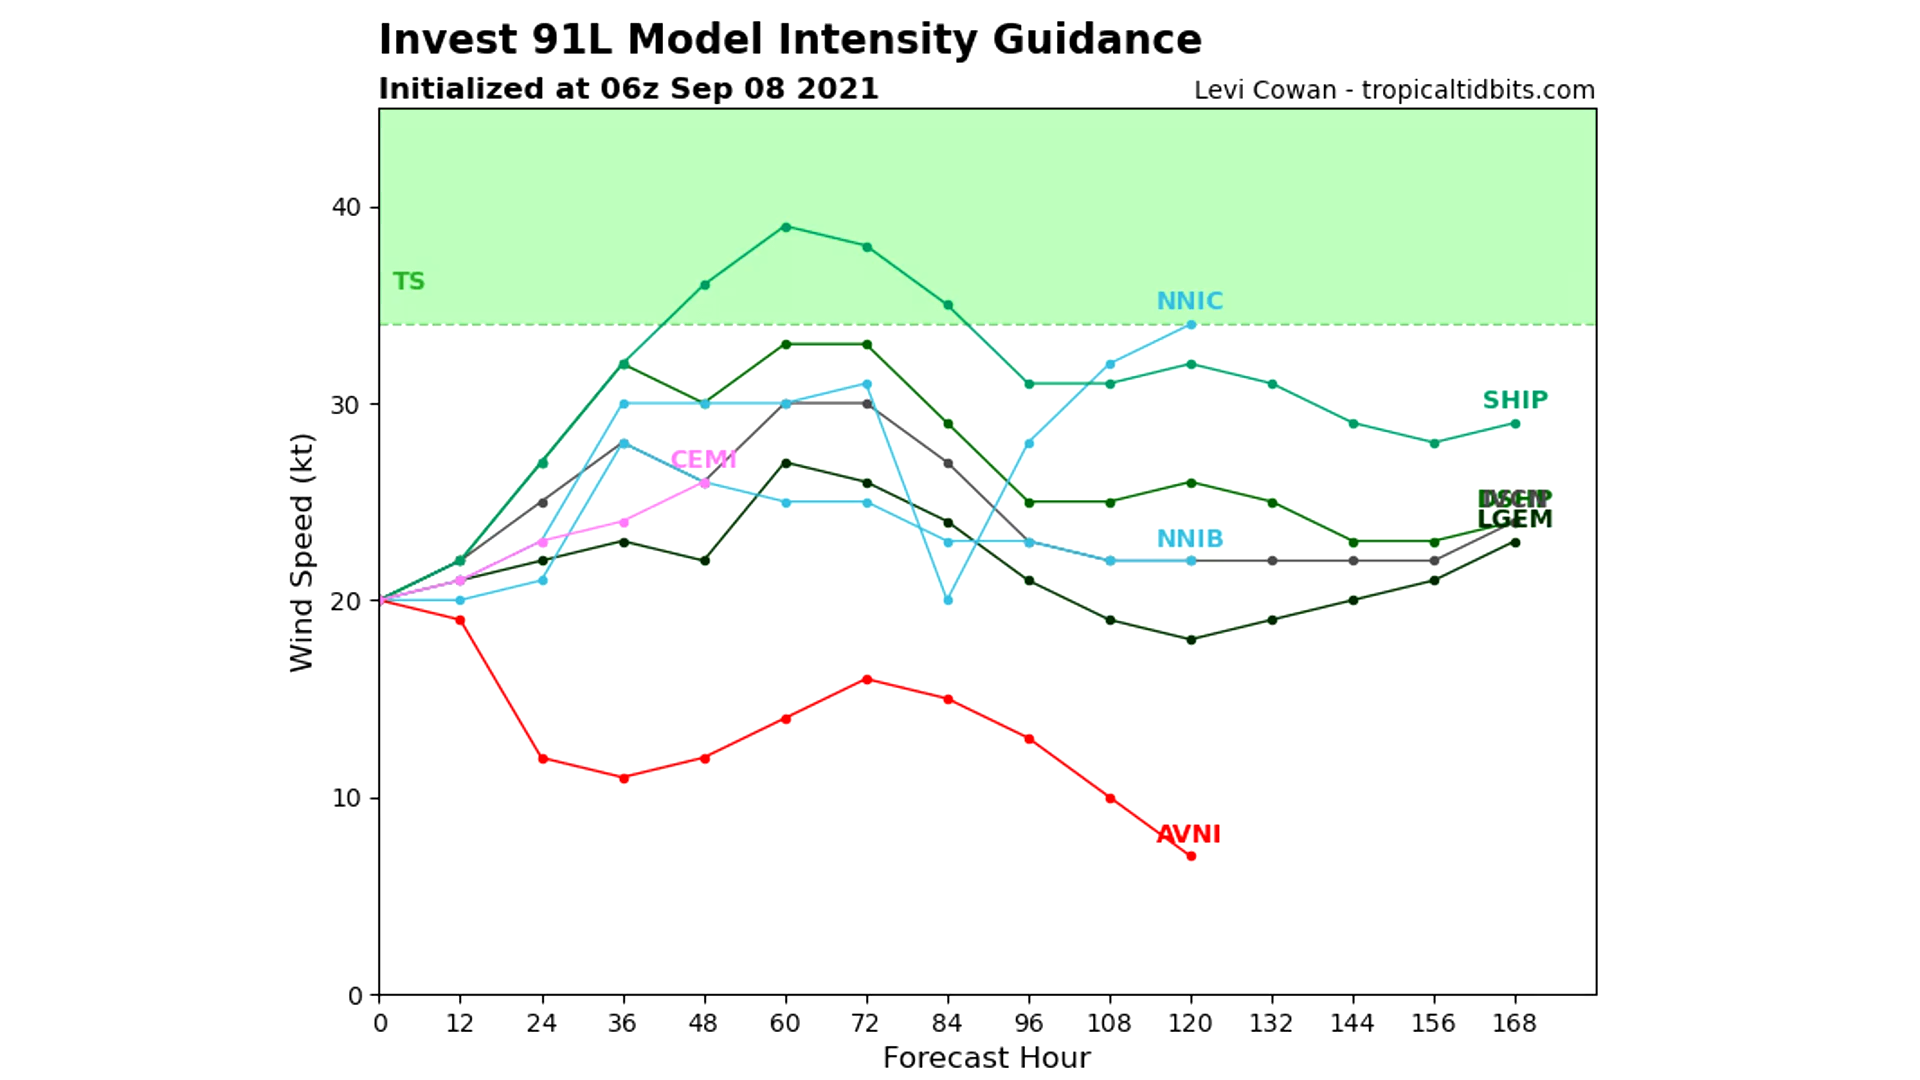 Invest 91L Model Intensity Guidance
Initialized at 06z Sep 08 2021
Levi Cowan - tropicaltidbits.com
40
TS
NNIC
SHIP
30
CEMI
DSHP
LGEM
Wind Speed (kt)
NNIB
20
10
AVNI
0
0 12 24 36 48 60 72 84 96 108 120 132 144 156 168
Forecast Hour